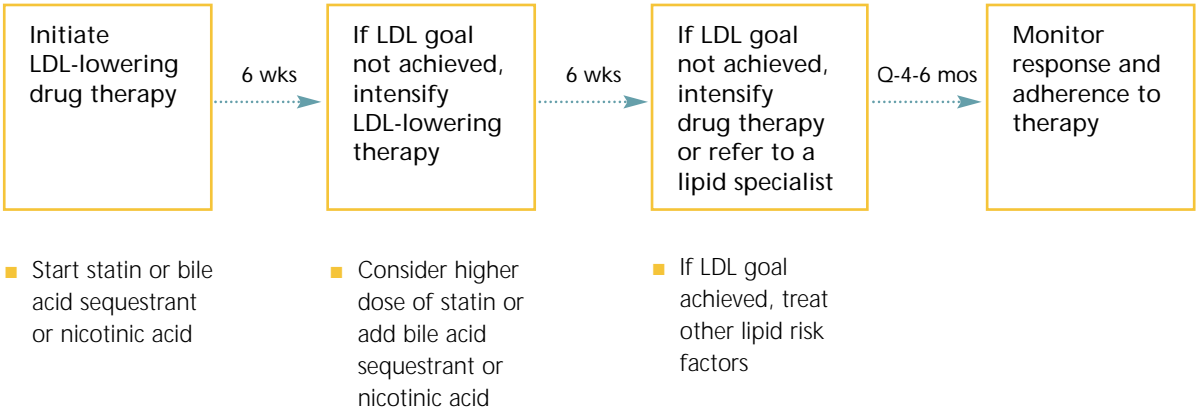 Initiate
LDL-lowering
drug therapy
6 wks
If LDL goal
not achieved,
intensify
LDL-lowering
therapy
6 wks
If LDL goal
not achieved,
intensify
drug therapy
or refer to a
lipid specialist
Q-4-6 mos
Monitor
response and
adherence to
therapy
■ Start statin or bile
acid sequestrant
or nicotinic acid
■ Consider higher
dose of statin or
add bile acid
sequestrant or
nicotinic acid
■ If LDL goal
achieved, treat
other lipid risk
factors